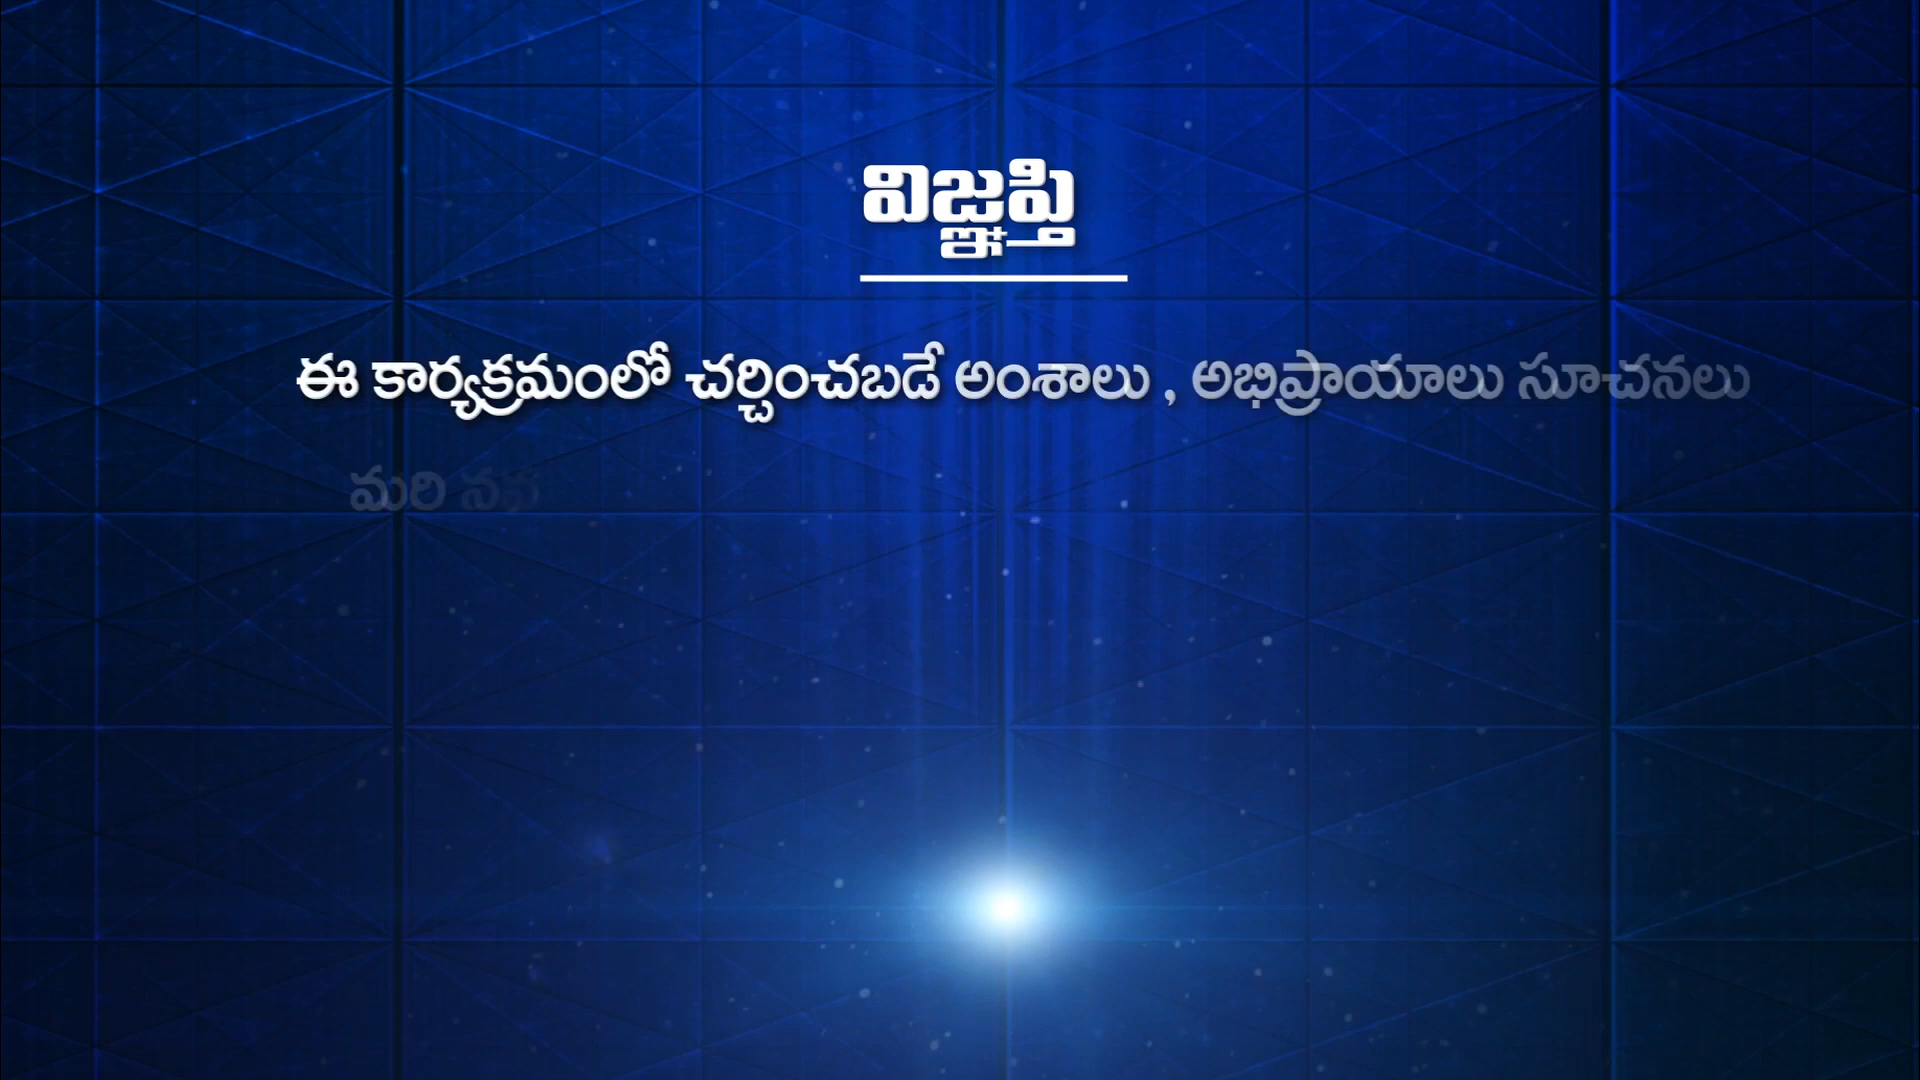 విజ్ఞప్తి
ఈ కార్యక్రమంలో చర్చించబడే అంశాలు , అభిప్రాయాలు సూచనలు
మరి